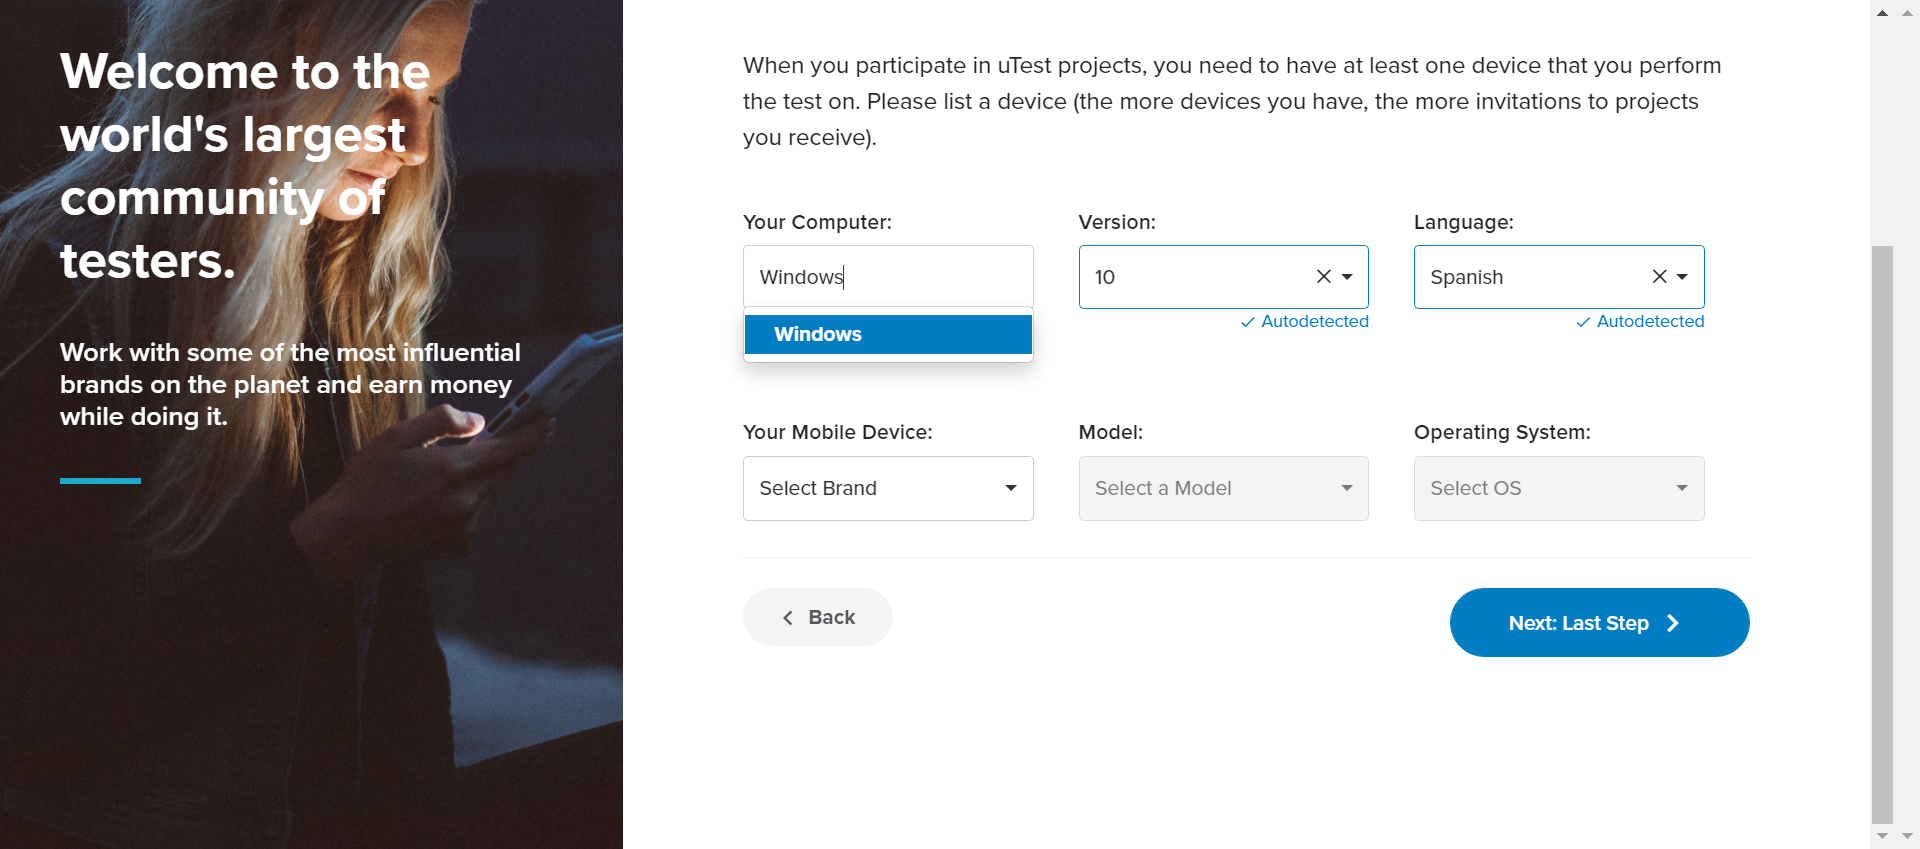 Welcome to the
world's largest
community of
testers.
Work with some of the most influential
brands on the planet and earn money
while doing it.
When you participate in uTest projects, you need to have at least one device that you perform
the test on. Please list a device (the more devices you have, the more invitations to projects
you receive).
Your Computer: Version: Language:
Windows 10 Spanish
Autodetected Autodetected
Windows
Your Mobile Device: Model: Operating System:
Select Brand Select a Model Select OS
Back Next: Last Step